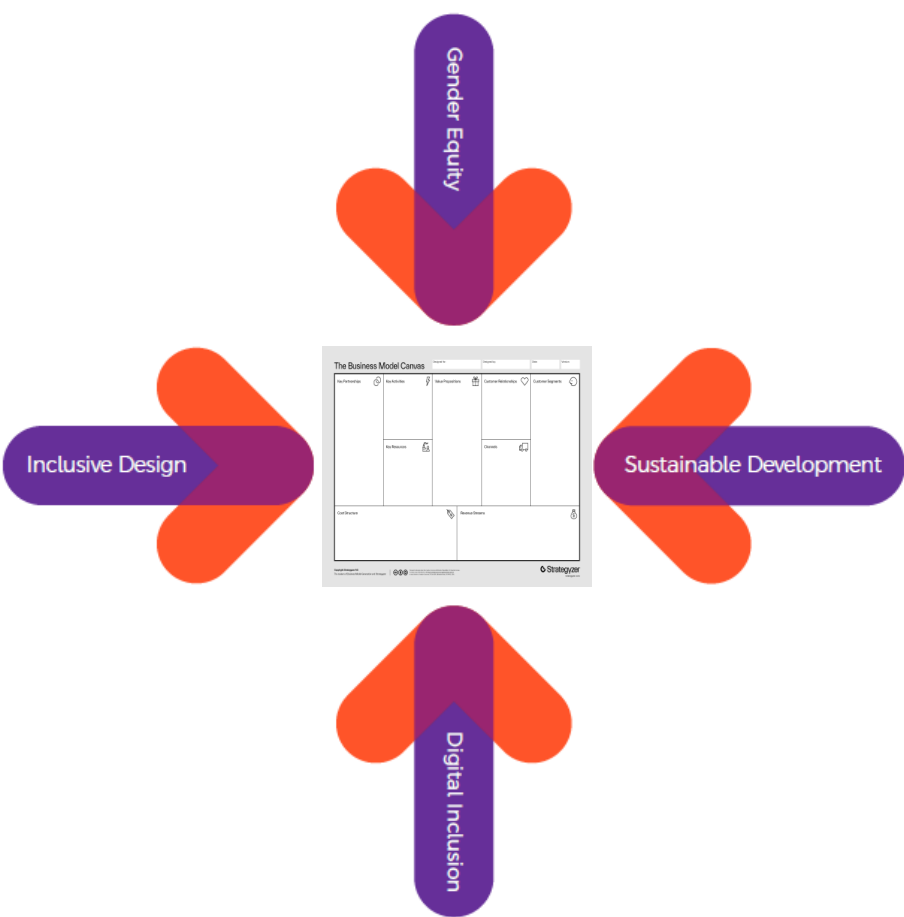 Gender Equity
The Business Model Canvas
Key Partnerships
Key Activities
Value Propositions
Customer Relationships
Customer Segments
Inclusive Design
Key Resources
Channels
Sustainable Development
Cost Structure
Revenue Streams
Strategyzer
Digital Inclusion